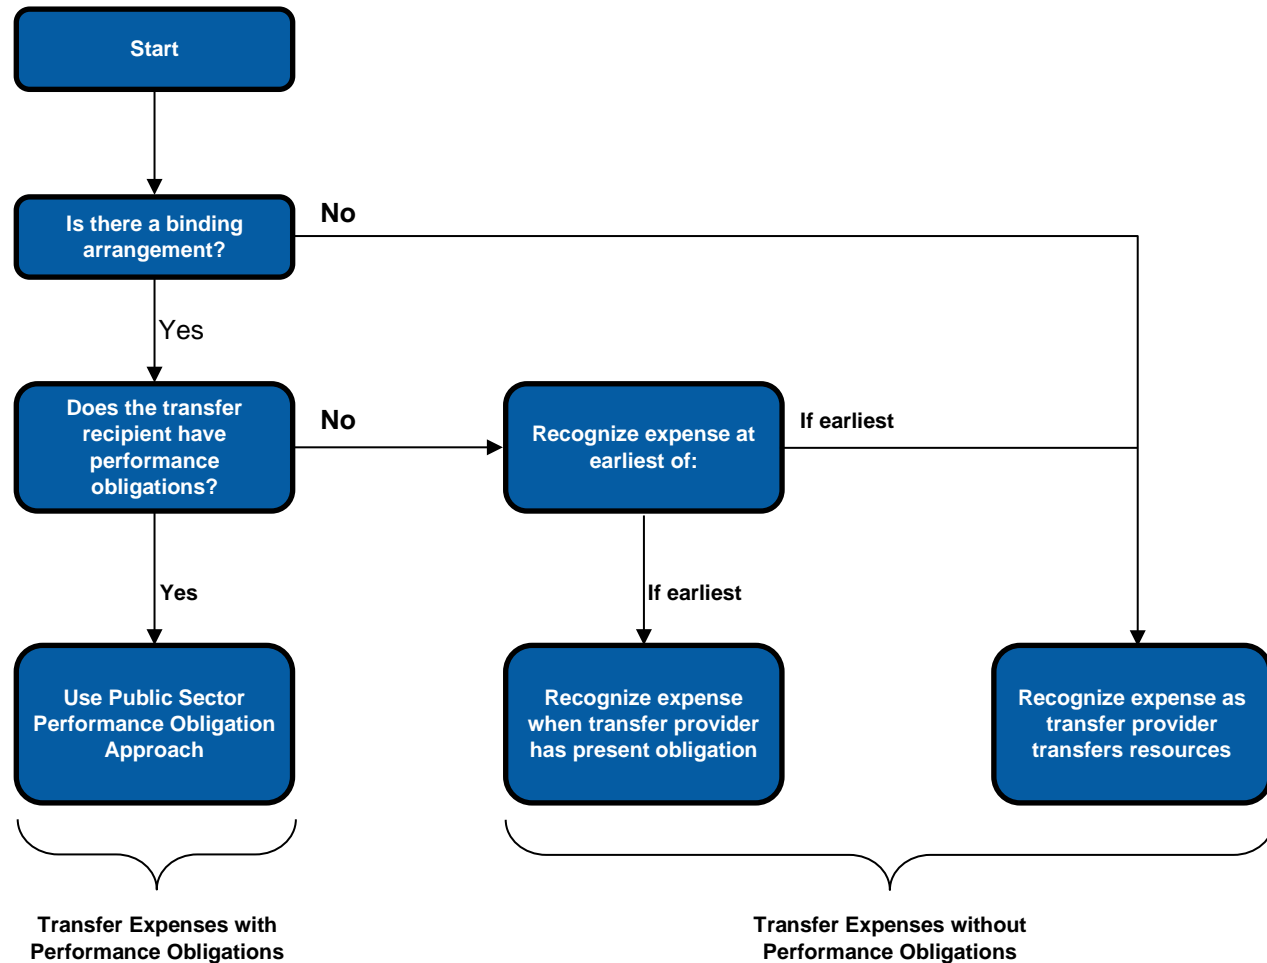 Start
Is there a binding
arrangement?
No
Yes
Does the transfer
recipient have
performance
obligations?
No
Recognize expense at
earliest of:
If earliest
Yes
If earliest
Use Public Sector
Performance Obligation
Approach
Recognize expense
when transfer provider
has present obligation
Recognize expense as
transfer provider
transfers resources
Transfer Expenses with
Performance Obligations
Transfer Expenses without
Performance Obligations